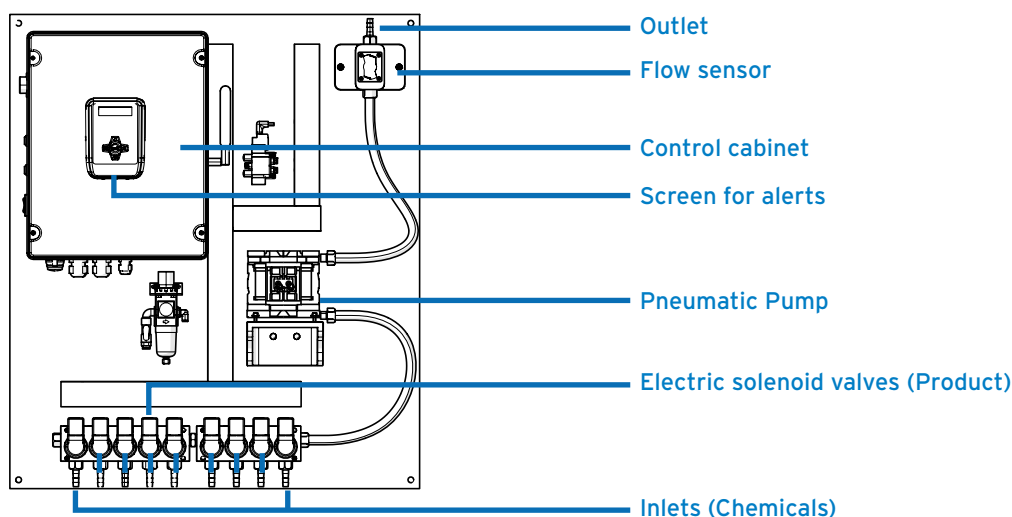 Outlet
Flow sensor
Control cabinet
Screen for alerts
Pneumatic Pump
Electric solenoid valves (Product)
Inlets (Chemicals)